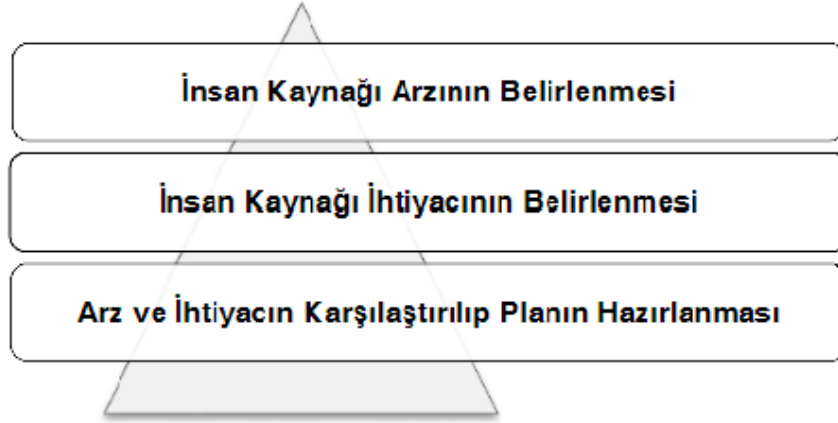 İnsan Kaynağı Arzının Belirlenmesi
İnsan Kaynağı İhtiyacının Belirlenmesi
Arz ve İhtiyacın Karşılaştırılıp Planın Hazırlanması